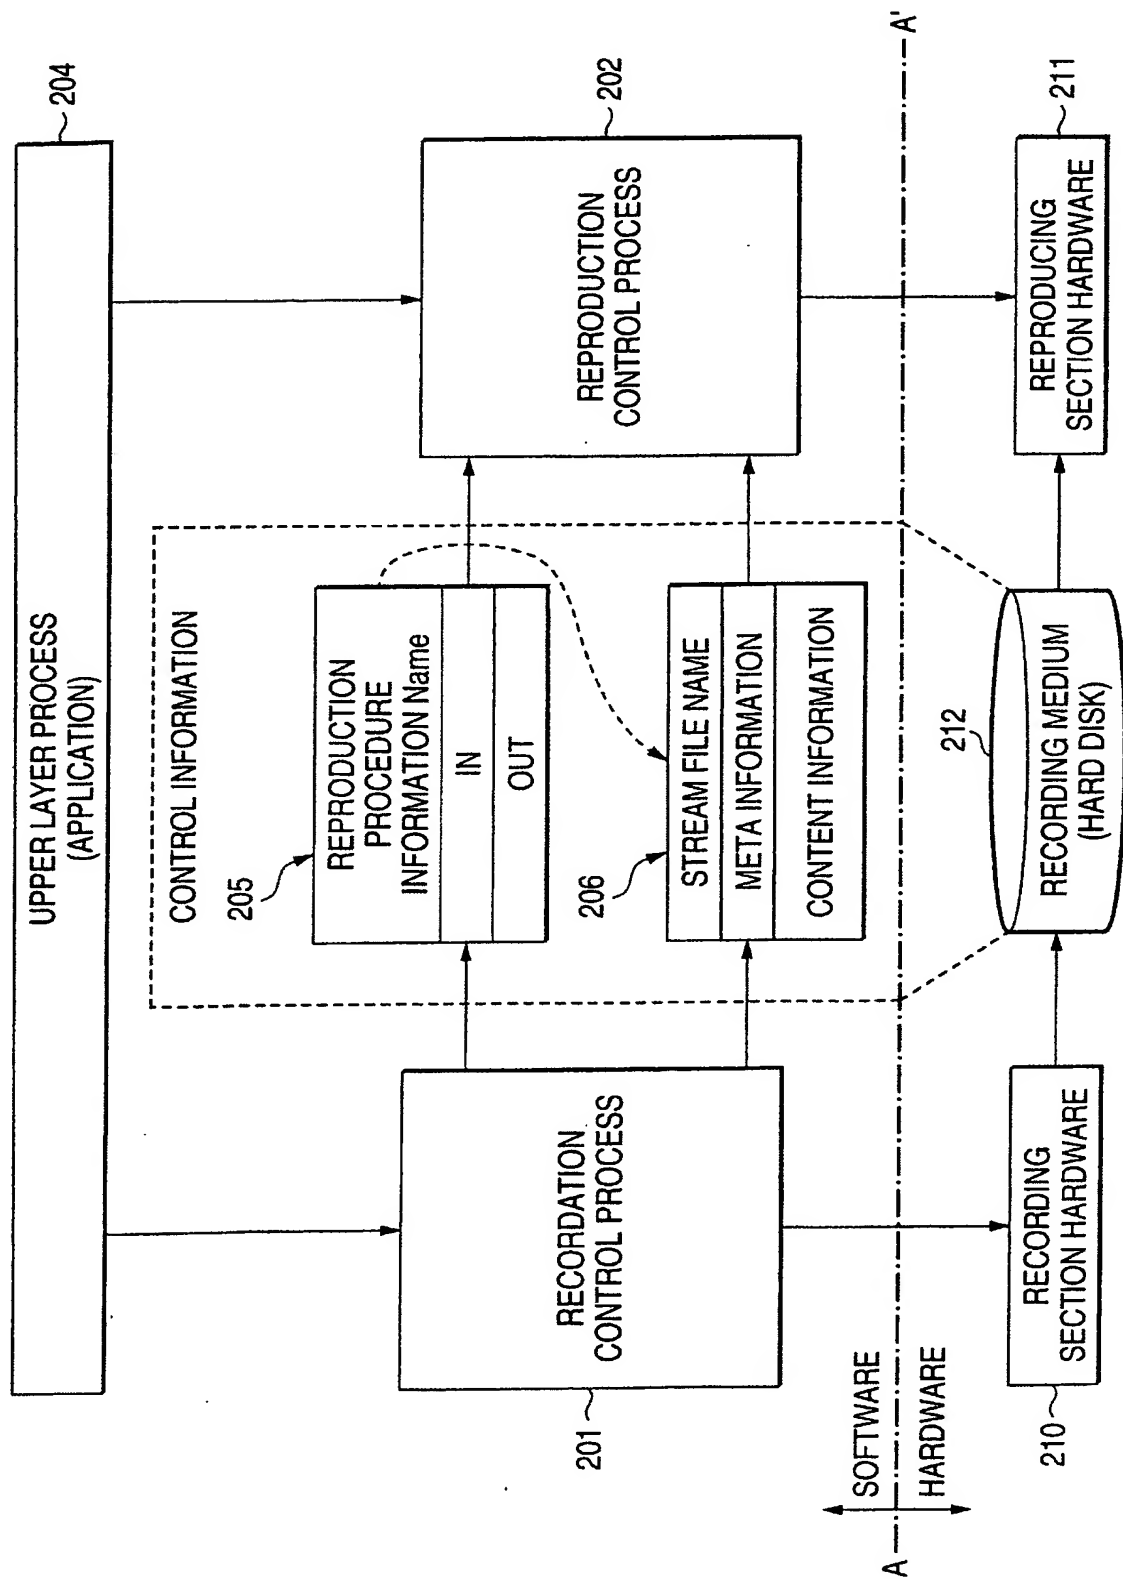 UPPER LAYER PROCESS
(APPLICATION)
204
CONTROL INFORMATION
205
REPRODUCTION
PROCEDURE
INFORMATION Name
IN
OUT
206
STREAM FILE NAME
META INFORMATION
CONTENT INFORMATION
RECORDATION
CONTROL PROCESS
201
REPRODUCTION
CONTROL PROCESS
202
SOFTWARE
A
A'
HARDWARE
210
RECORDING
SECTION HARDWARE
212
RECORDING MEDIUM
(HARD DISK)
REPRODUCING
SECTION HARDWARE
211